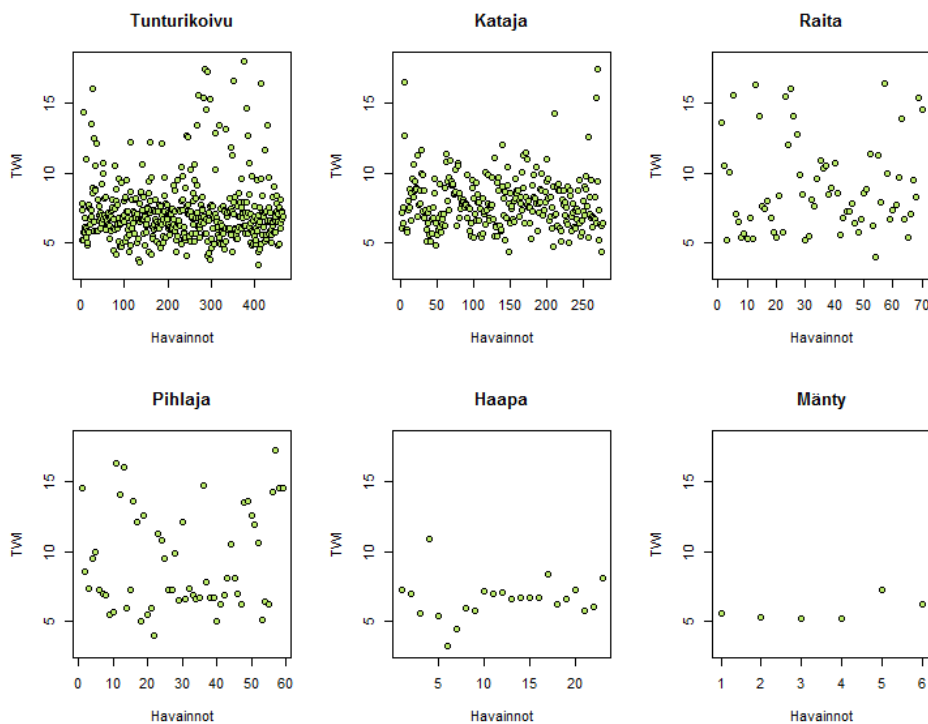 Tunturikoivu
TWI
5 10 15
0 100 200 300 400
Havainnot
Kataja
TWI
5 10 15
0 50 100 150 200 250
Havainnot
Raita
TWI
5 10 15
0 10 20 30 40 50 60 70
Havainnot
Pihlaja
TWI
5 10 15
0 10 20 30 40 50 60
Havainnot
Haapa
TWI
5 10 15
5 10 15 20
Havainnot
Mänty
TWI
5 10 15
1 2 3 4 5 6
Havainnot